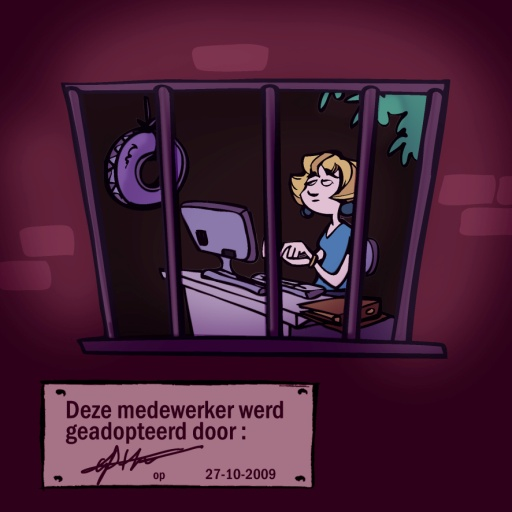 Deze medewerker werd
geadopteerd door :
op 27-10-2009